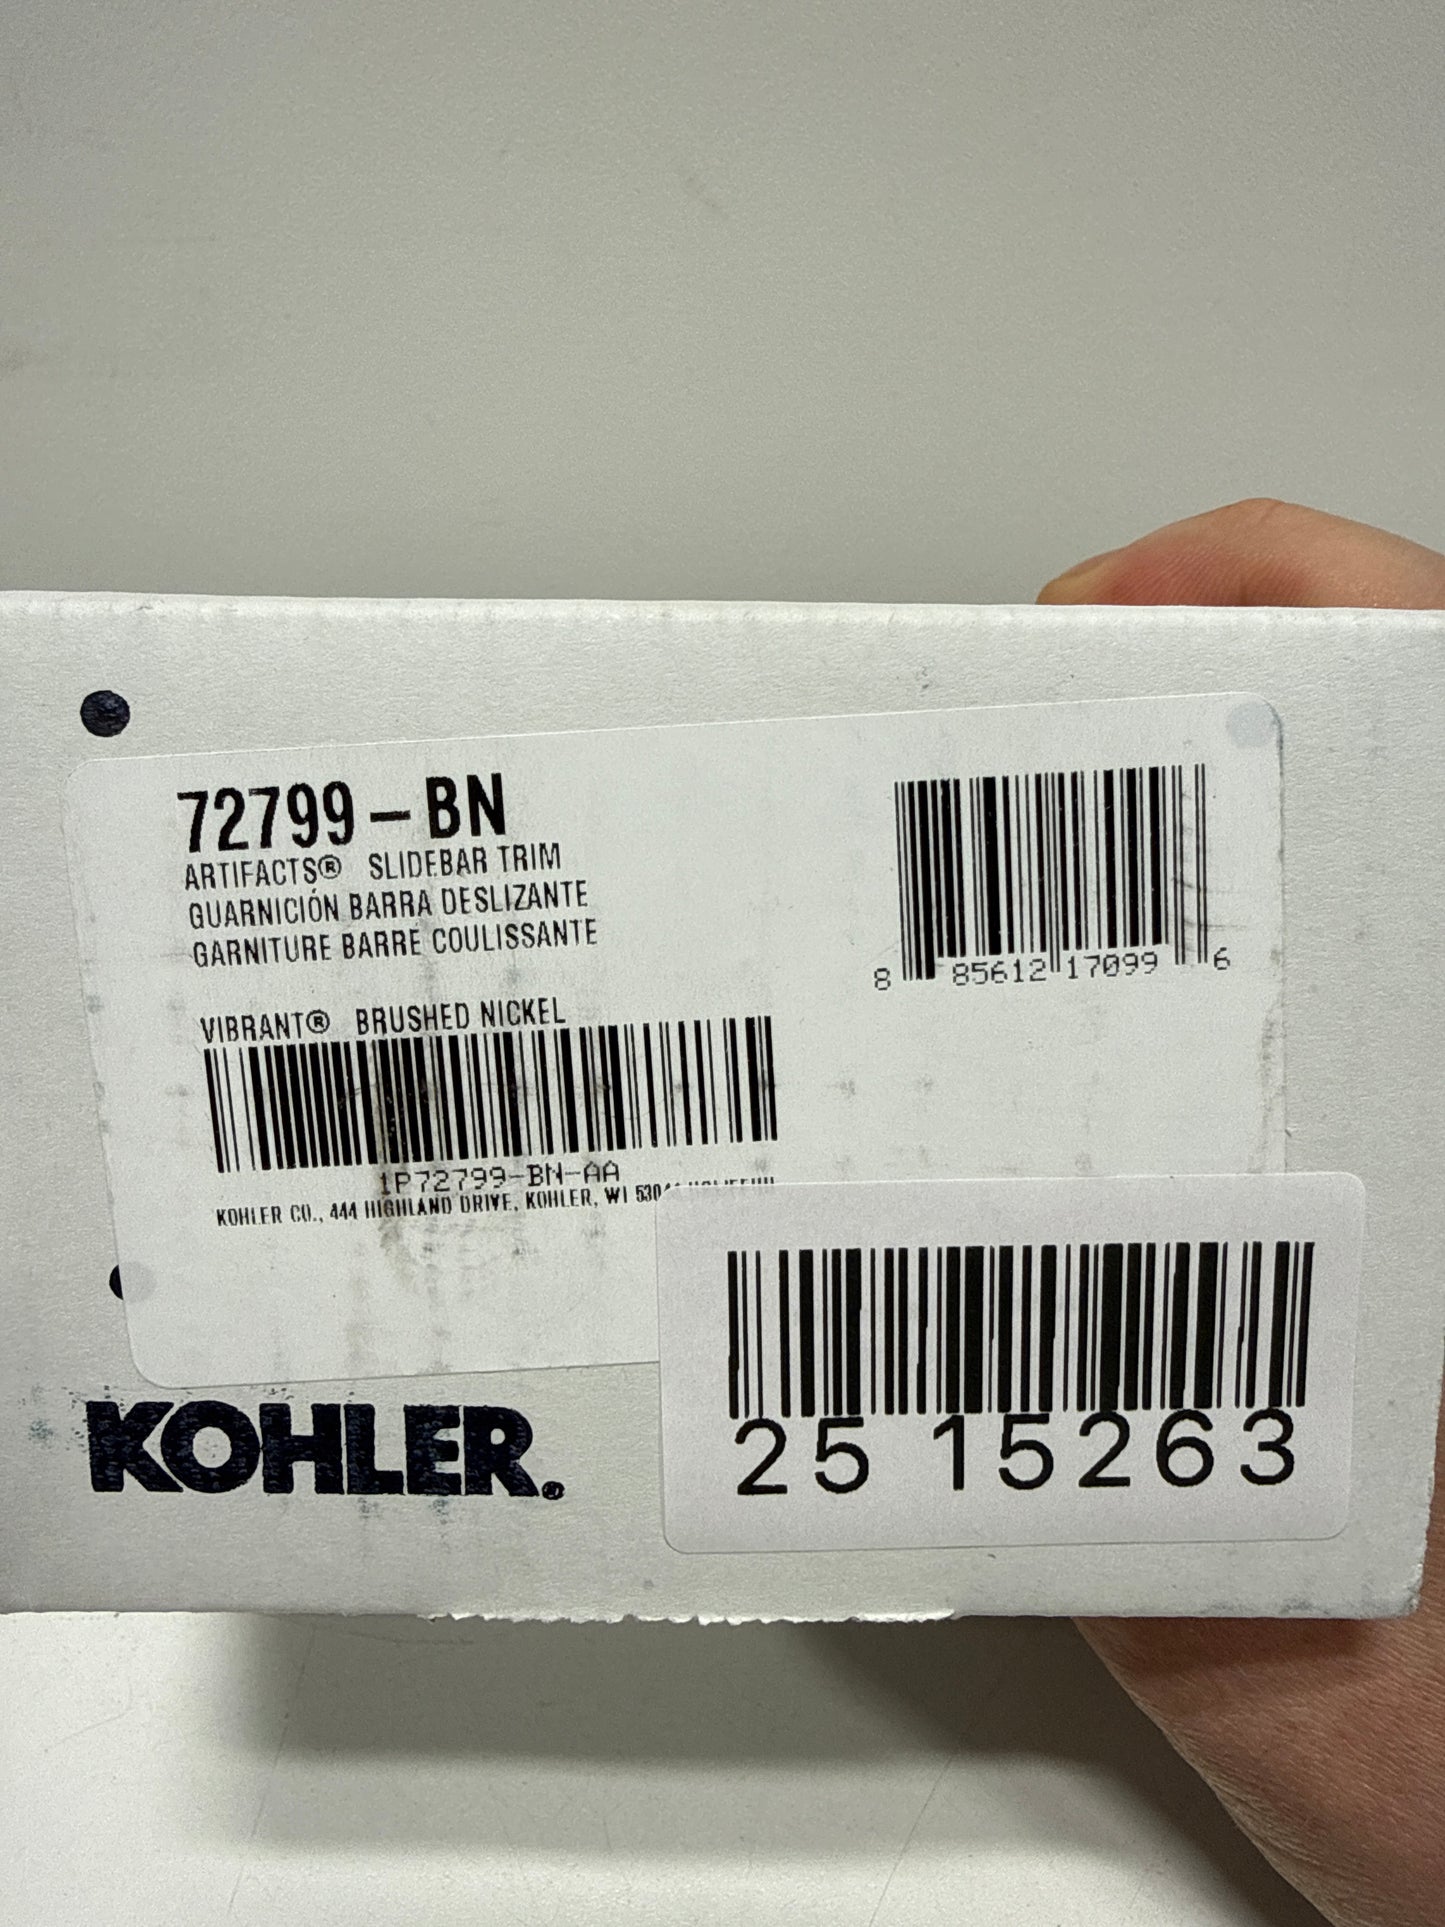 72799-BN
ARTIFACTS® SLIDEBAR TRIM
GUARNICIÓN BARRA DESLIZANTE
GARNITURE BARRE COULISSANTE
VIBRANT® BRUSHED NICKEL
1P72799-BN-AA
KOHLER CO., 444 HIGHLAND DRIVE, KOHLER, WI
8 85612 17099 6
KOHLER®
25 15263